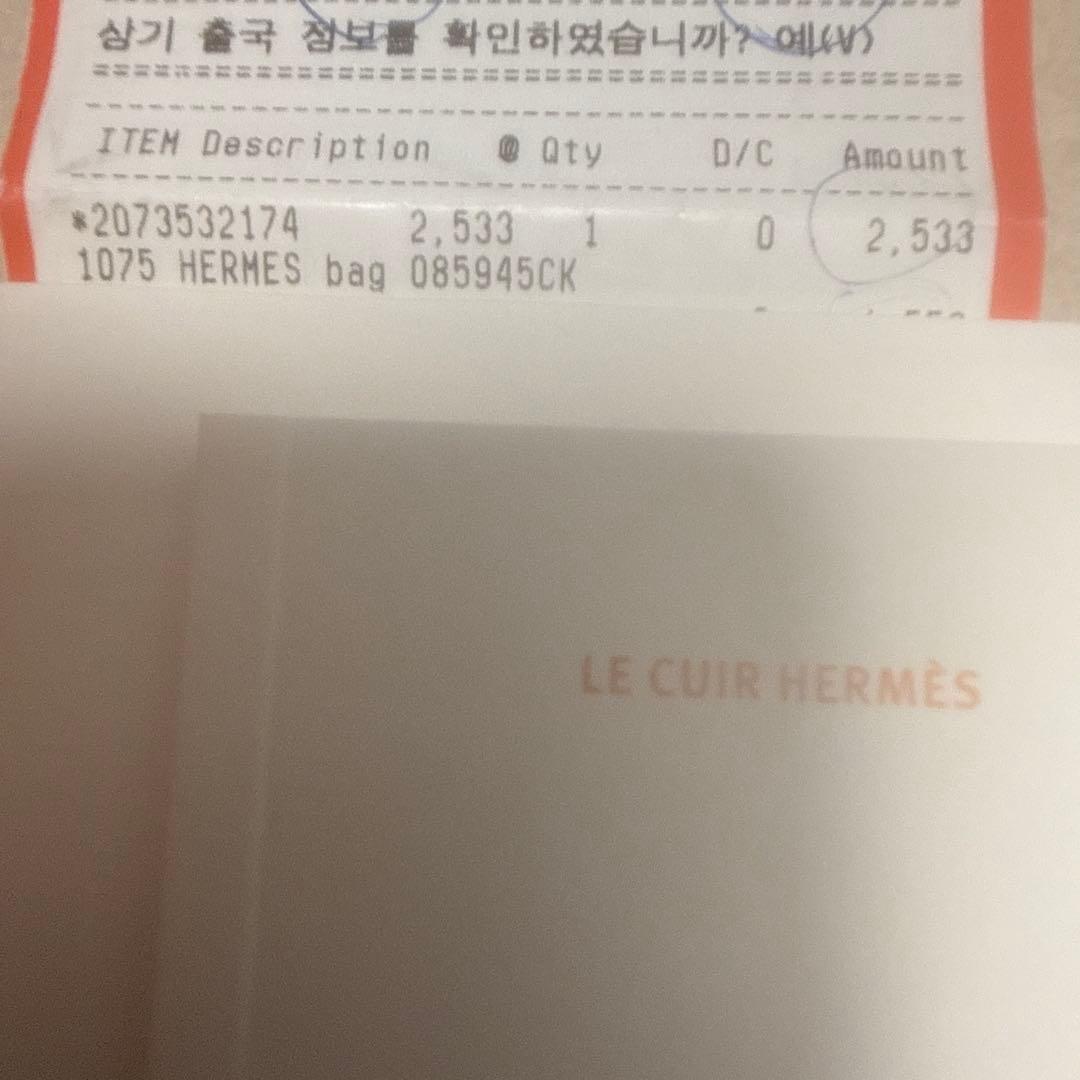 상기 출국 정보를 확인하였습니까? 예(V)
ITEM Description @ Qty D/C Amount
*2073532174 2,533 1 0 2,533
1075 HERMES bag 085945CK
LE CUIR HERMÈS